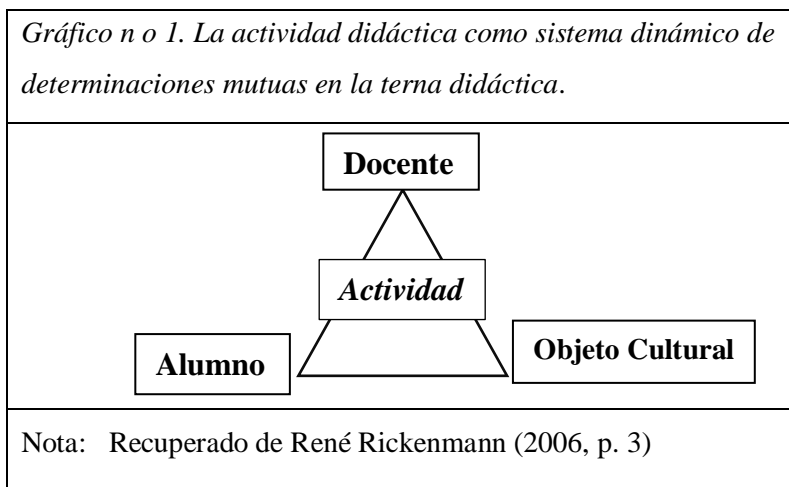 Gráfico n o 1. La actividad didáctica como sistema dinámico de
determinaciones mutuas en la terna didáctica.
Docente
Actividad
Alumno
Objeto Cultural
Nota: Recuperado de René Rickenmann (2006, p. 3)